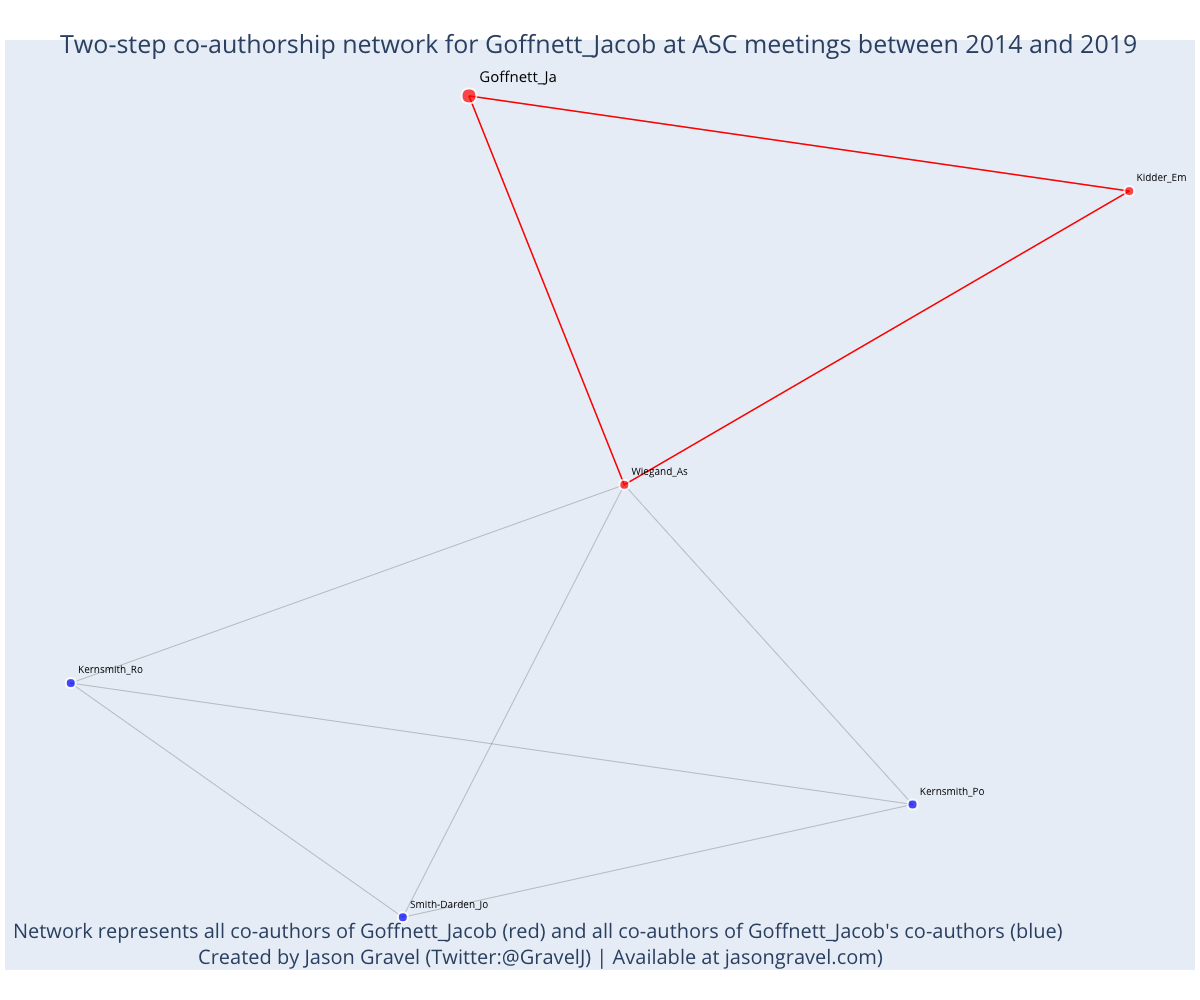 Two-step co-authorship network for Goffnett_Jacob at ASC meetings between 2014 and 2019
Goffnett_Ja
Kidder_Em
Wiegand_As
Kernsmith_Ro
Kernsmith_Po
Smith-Darden_Jo
Network represents all co-authors of Goffnett_Jacob (red) and all co-authors of Goffnett_Jacob's co-authors (blue)
Created by Jason Gravel (Twitter:@GravelJ) | Available at jasongravel.com)